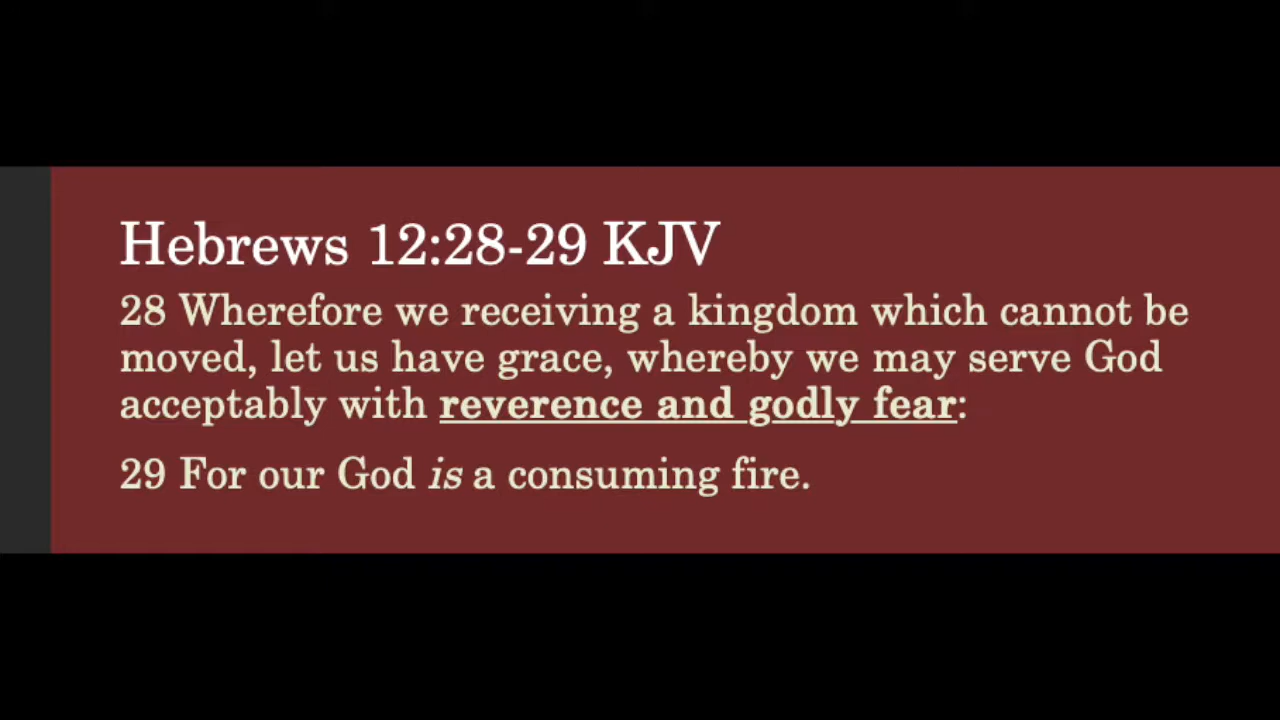 Hebrews 12:28-29 KJV
28 Wherefore we receiving a kingdom which cannot be
moved, let us have grace, whereby we may serve God
acceptably with reverence and godly fear:
29 For our God is a consuming fire.